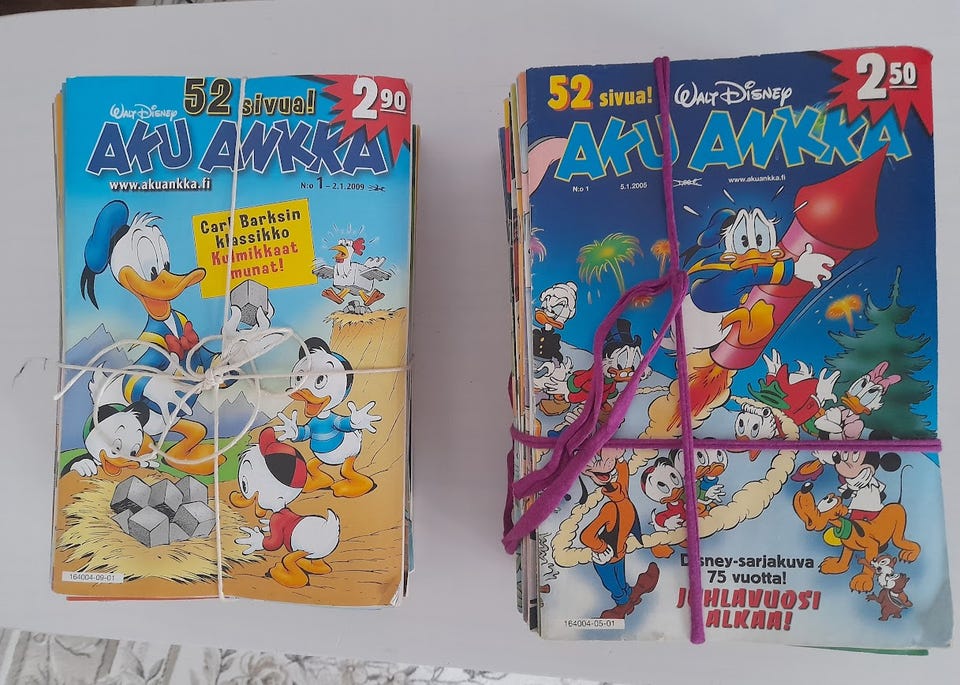 52 sivua!
2 90
WALT DISNEY
AKU ANKKA
www.akuankka.fi
N:o 1 – 2.1.2009
Carl Barksin
klassikko
Kulmikkaat
munat!
164004-09-01
52 sivua!
WALT DISNEY
2 50
AKU ANKKA
N:o 1 5.1.2005 www.akuankka.fi
Disney-sarjakuva
75 vuotta!
JUHLAVUOSI
ALKAA!
164004-05-01